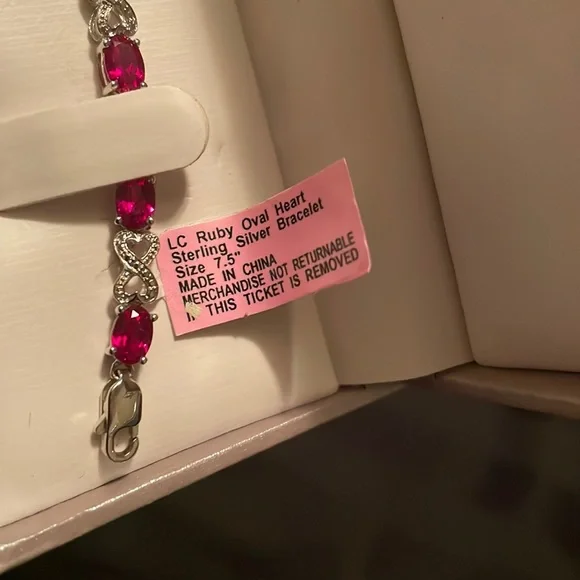 LC Ruby Oval Heart
Sterling Silver Bracelet
Size 7.5"
MADE IN CHINA
MERCHANDISE NOT RETURNABLE
IF THIS TICKET IS REMOVED